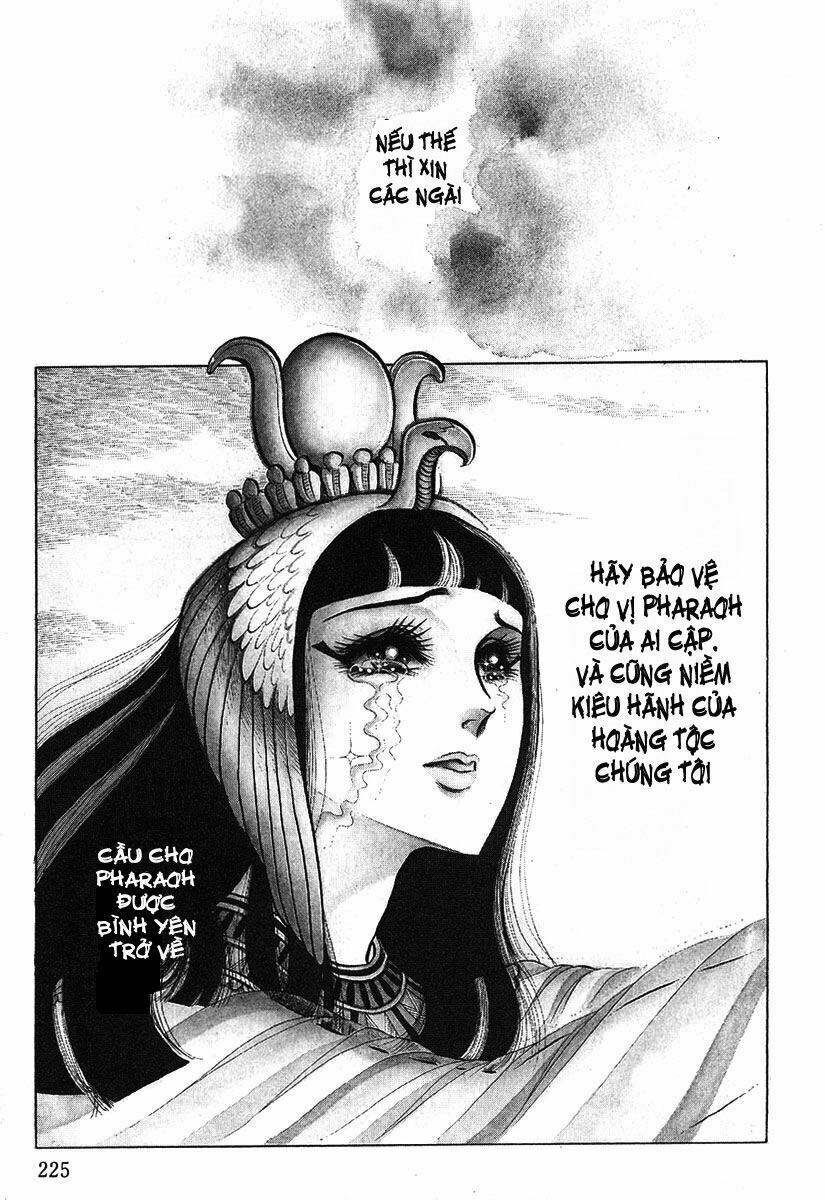 NẾU THẾ
THÌ XIN
CÁC NGÀI
HÃY BẢO VỆ
CHO VỊ PHARAOH
CỦA AI CẬP.
VÀ CŨNG NIỀM
KIÊU HÃNH CỦA
HOÀNG TỘC
CHÚNG TÔI
CẦU CHO
PHARAOH
ĐƯỢC
BÌNH YÊN
TRỞ VỀ
225